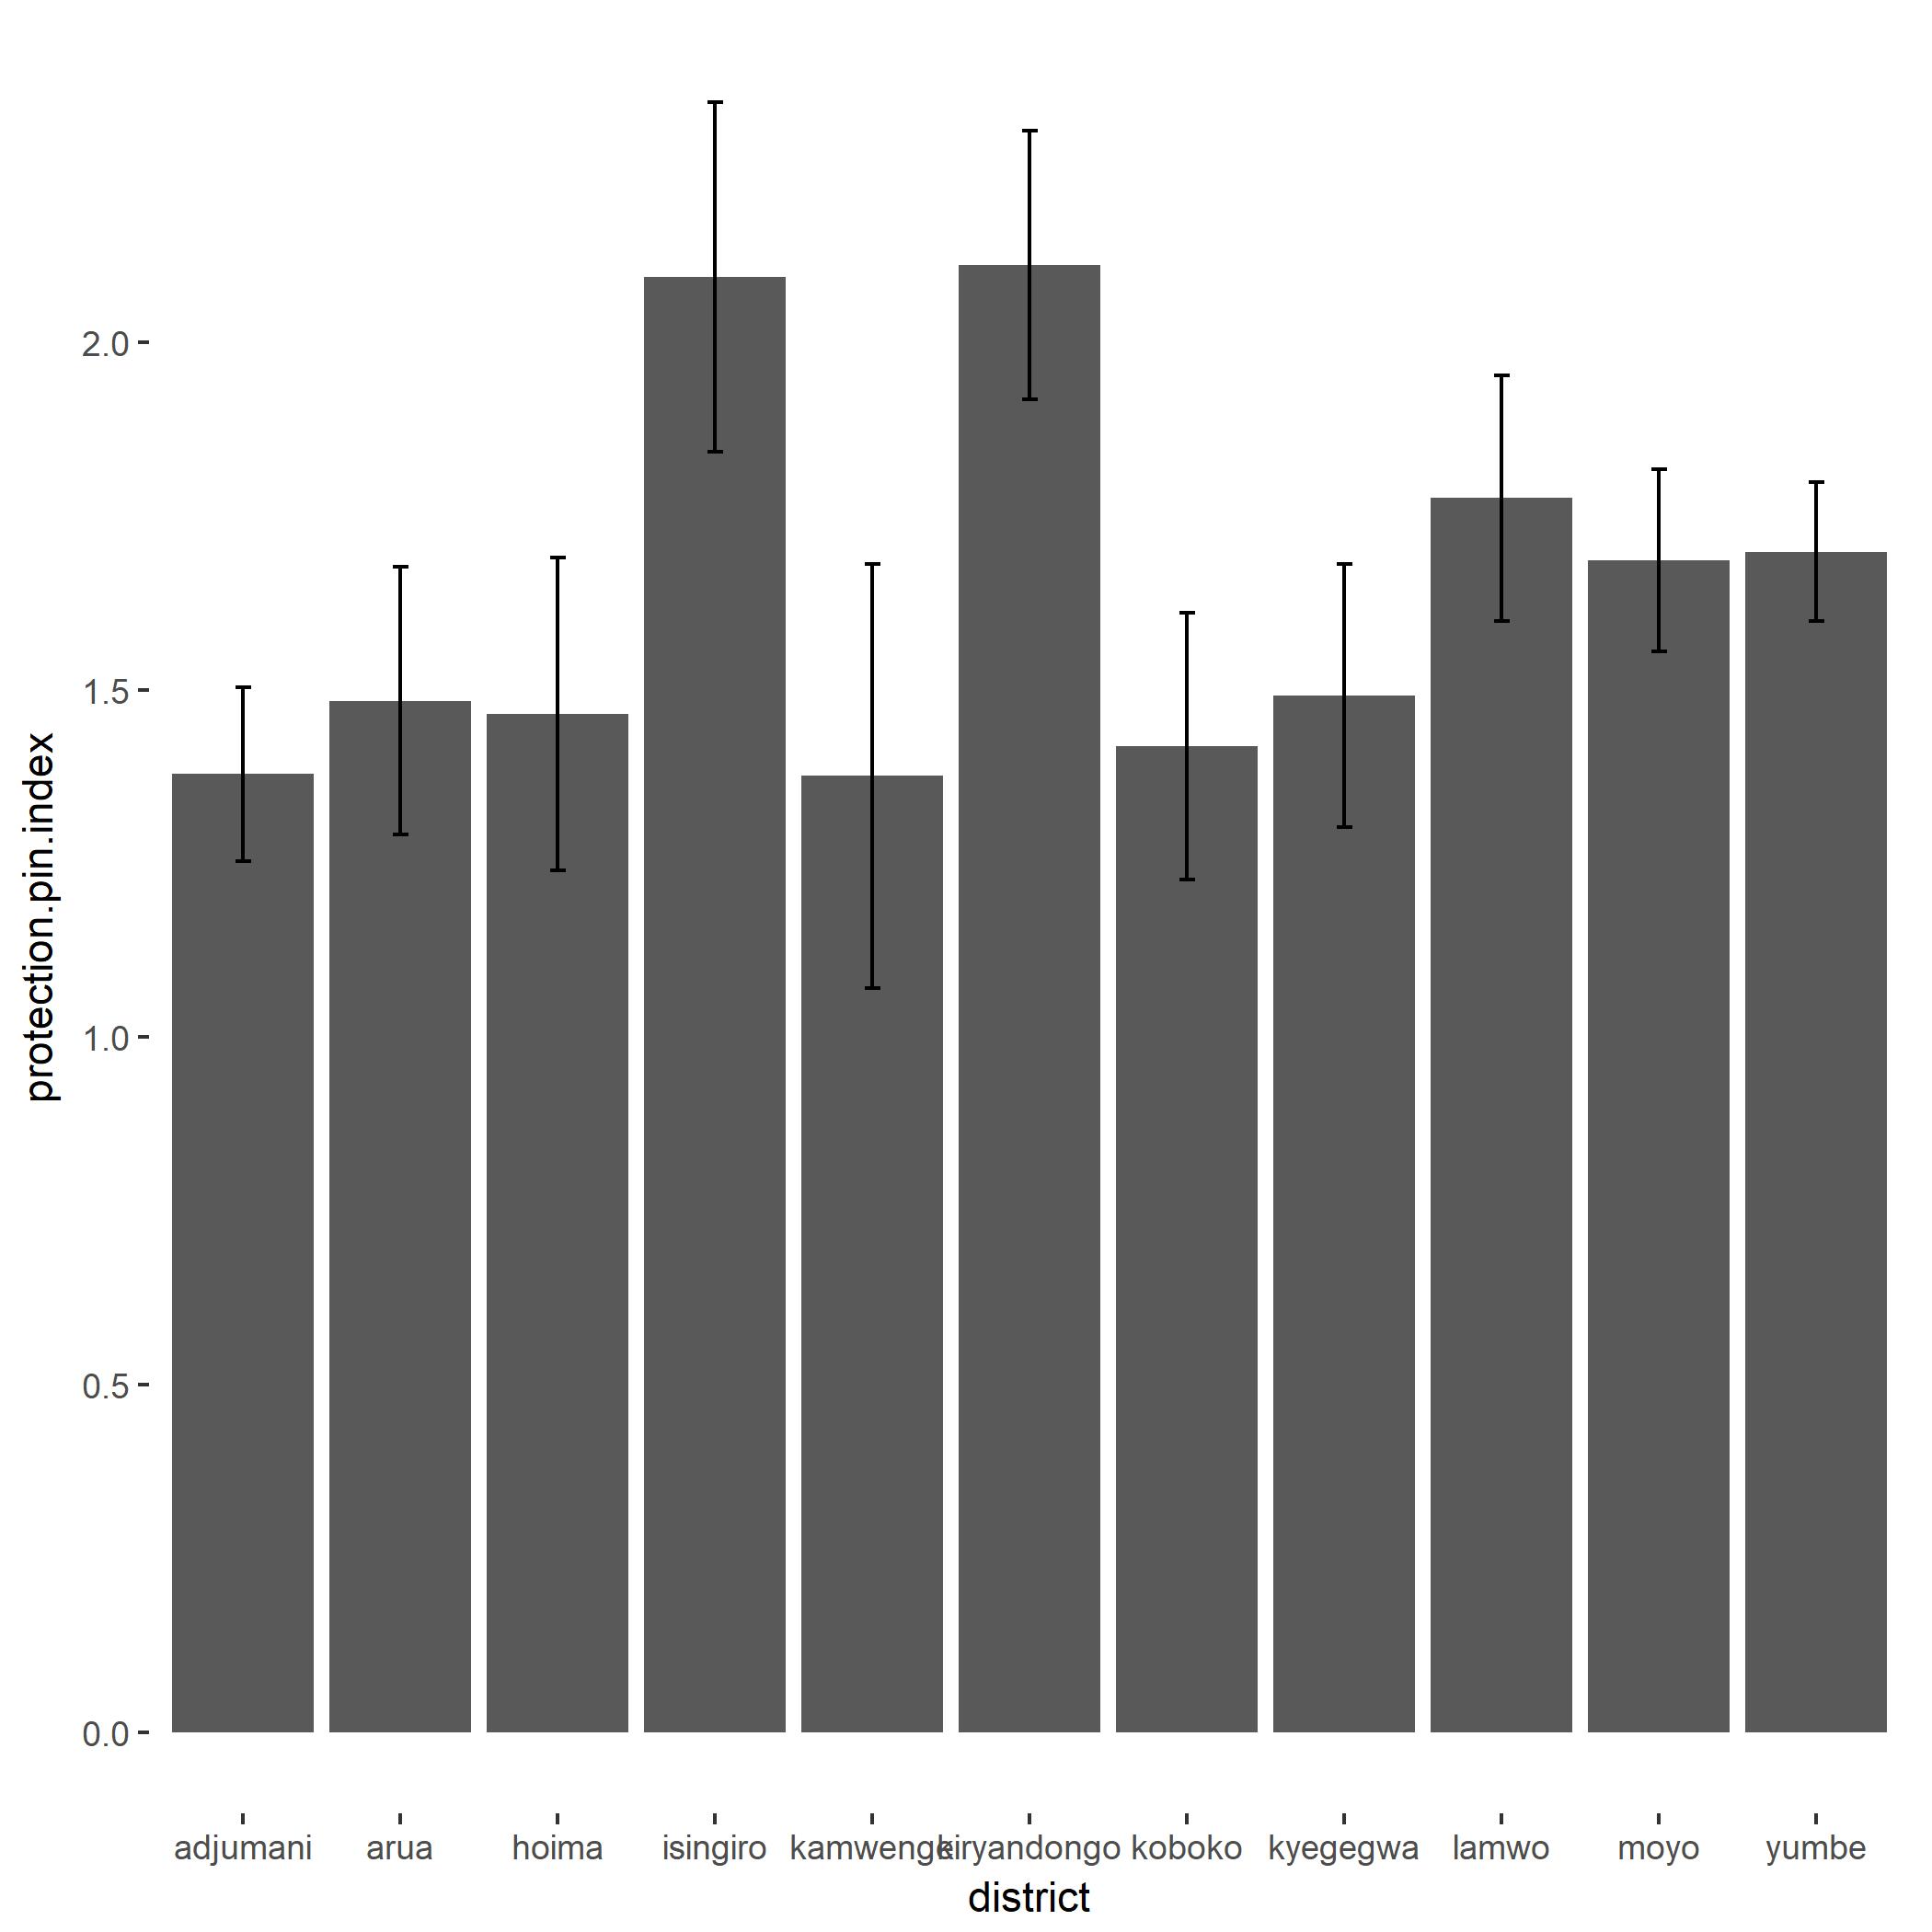 protection.pin.index
2.0
1.5
1.0
0.5
0.0
adjumani arua hoima isingiro kamwenge kiryandongo koboko kyegegwa lamwo moyo yumbe
district